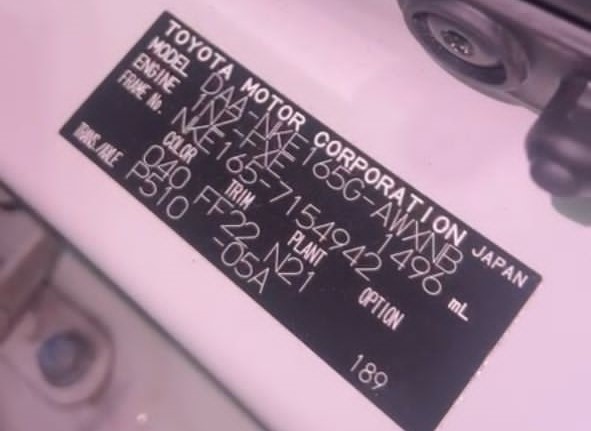 TOYOTA MOTOR CORPORATION JAPAN
MODEL DAA-NKE165G-AWXNB
ENGINE 1NZ-FXE 1496 mL
FRAME No. NKE165-7154942
COLOR TRIM PLANT OPTION
040 FF22 N21
TRANS./AXLE P510 -05A
189